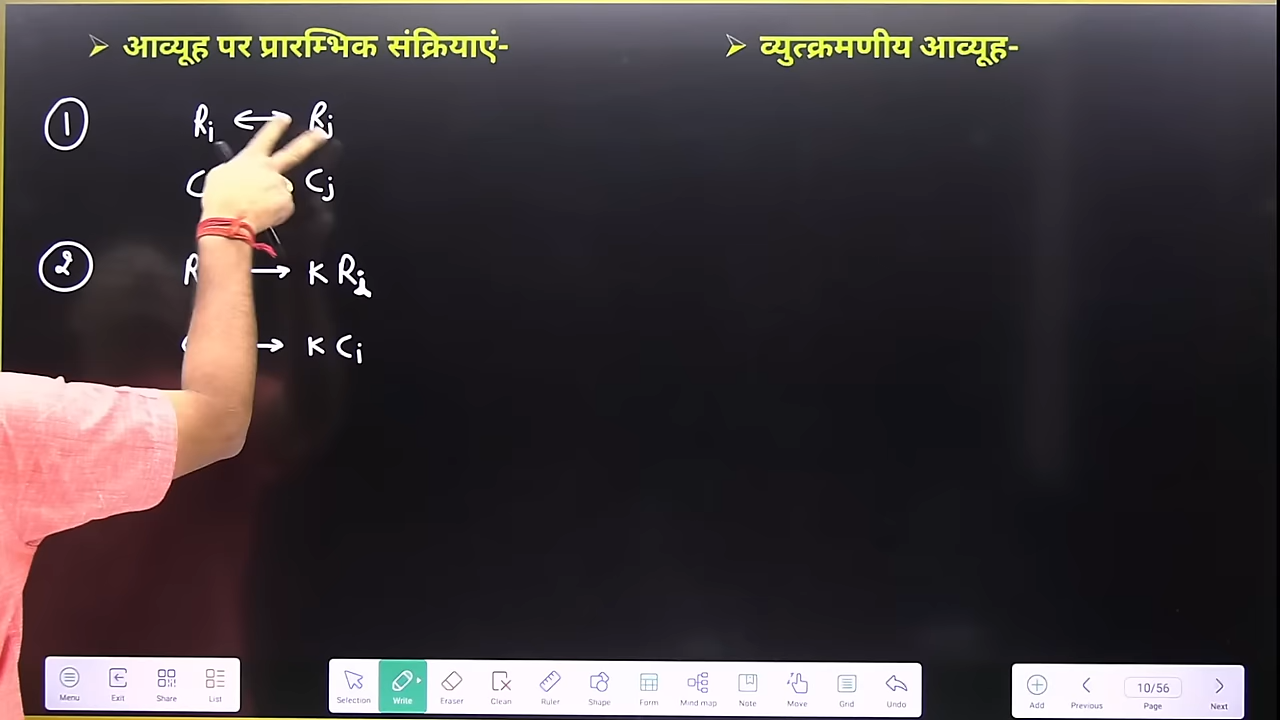 ➢ आव्यूह पर प्रारम्भिक संक्रियाएं-
➢ व्युत्क्रमणीय आव्यूह-
① Ri ↔ Rj
C Cj
② R → K Ri
→ K Ci
Menu Exit Share List
Selection Write Eraser Clean Ruler Shape Form Mind map Note Move Grid Undo
Add Previous 10/56 Page Next